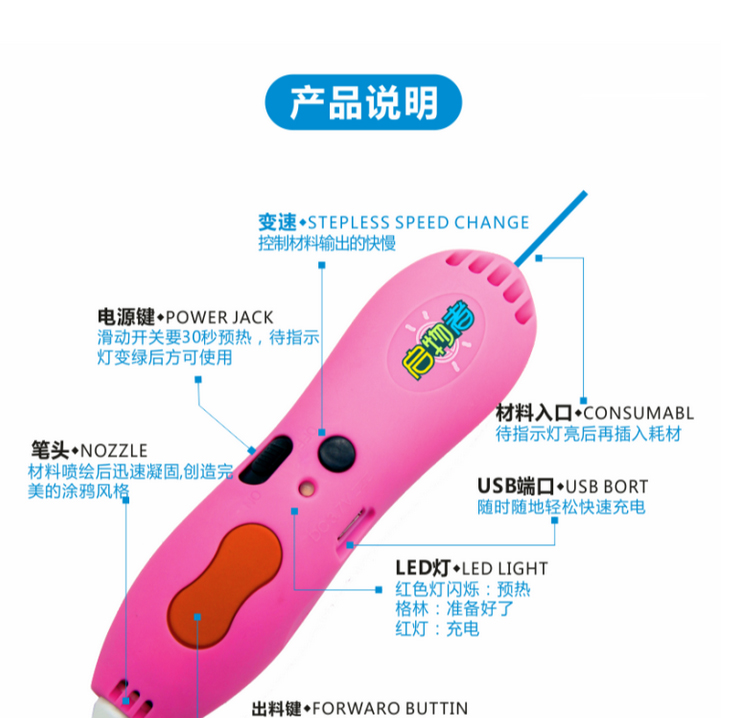 产品说明
变速◆STEPLESS SPEED CHANGE
控制材料输出的快慢
电源键◆POWER JACK
滑动开关要30秒预热，待指示
灯变绿后方可使用
启物者
材料入口◆CONSUMABL
待指示灯亮后再插入耗材
笔头◆NOZZLE
材料喷绘后迅速凝固,创造完
美的涂鸦风格
USB端口◆USB BORT
随时随地轻松快速充电
LED灯◆LED LIGHT
红色灯闪烁：预热
格林：准备好了
红灯：充电
出料键◆FORWARO BUTTIN